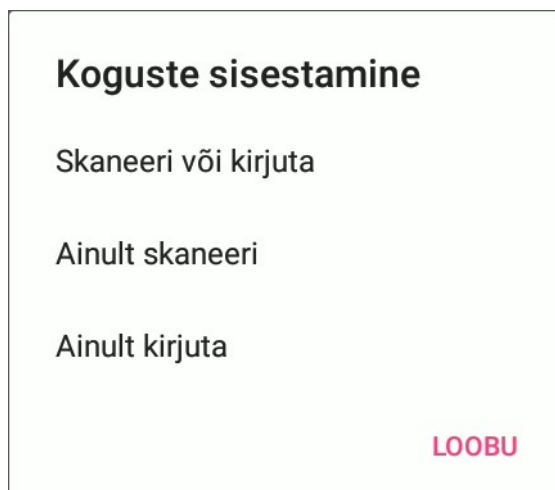 Koguste sisestamine
Skaneeri või kirjuta
Ainult skaneeri
Ainult kirjuta
LOOBU